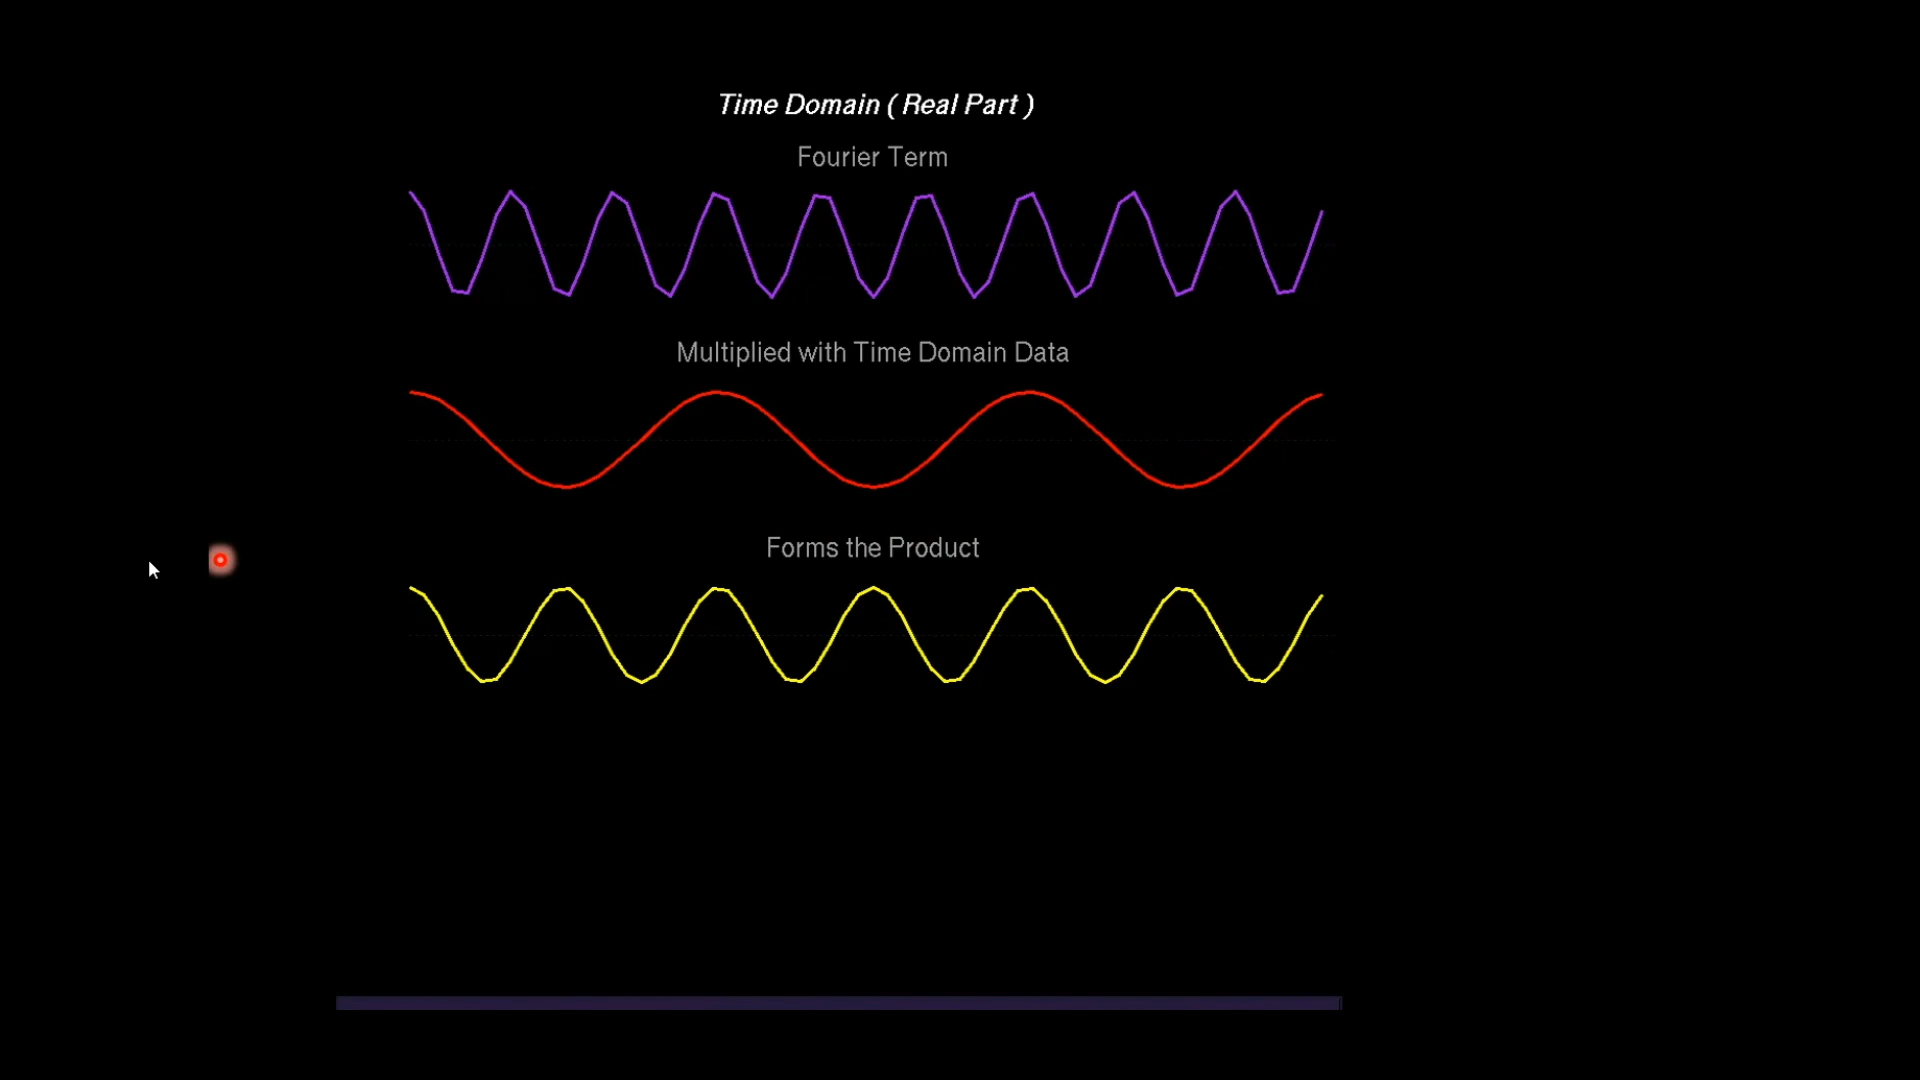 Time Domain ( Real Part )
Fourier Term
Multiplied with Time Domain Data
Forms the Product